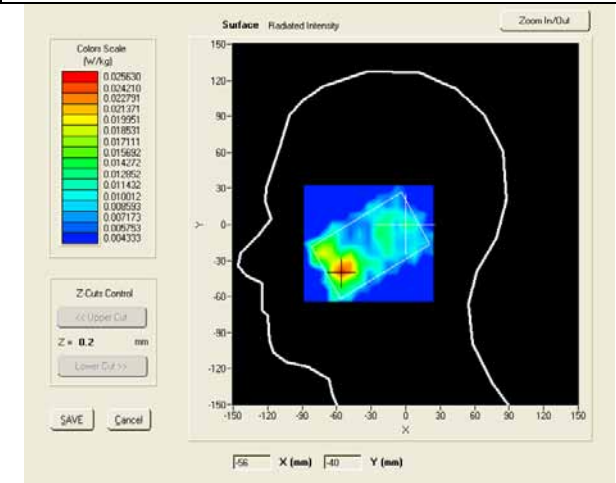 Surface Radiated Intensity
Zoom In/Out
Colors Scale
(W/kg)
0.025630
0.024210
0.022791
0.021371
0.019951
0.018531
0.017111
0.015692
0.014272
0.012852
0.011432
0.010012
0.008593
0.007173
0.005753
0.004333
Z-Cuts Control
<< Upper Cut
Z = 0.2 mm
Lower Cut >>
SAVE Cancel
150
120
90
60
30
0
-30
-60
-90
-120
-150
Y
-150 -120 -90 -60 -30 0 30 60 90 120 150
X
-56 X (mm) -40 Y (mm)